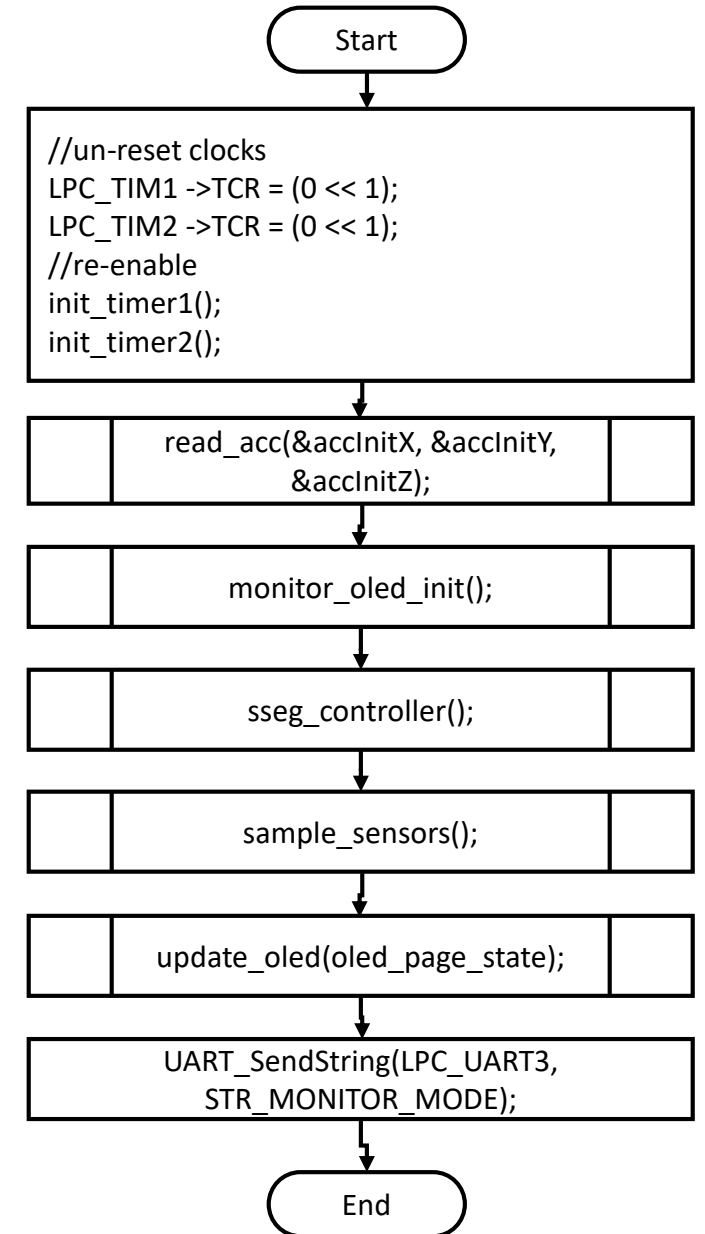 Start
//un-reset clocks
LPC_TIM1 ->TCR = (0 << 1);
LPC_TIM2 ->TCR = (0 << 1);
//re-enable
init_timer1();
init_timer2();
read_acc(&accInitX, &accInitY,
&accInitZ);
monitor_oled_init();
sseg_controller();
sample_sensors();
update_oled(oled_page_state);
UART_SendString(LPC_UART3,
STR_MONITOR_MODE);
End